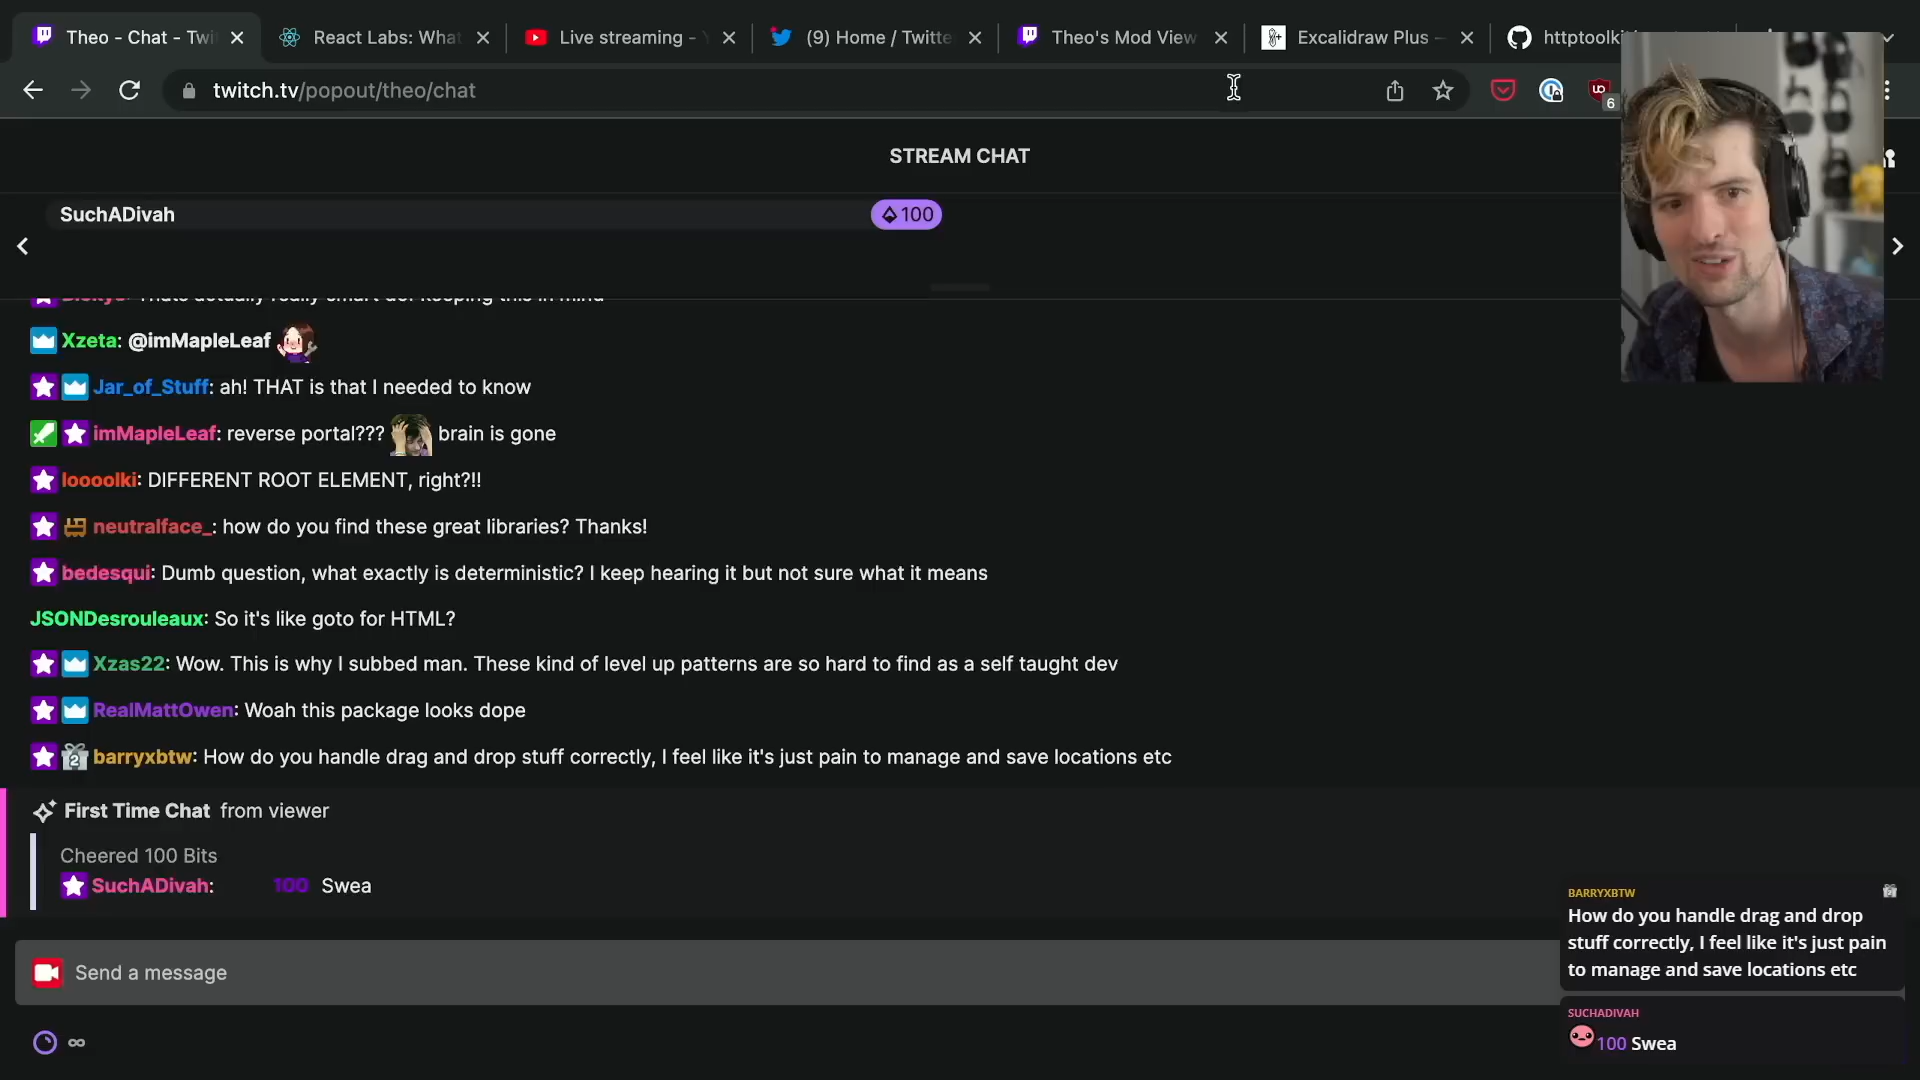 Theo - Chat - Twi
React Labs: What
Live streaming -
(9) Home / Twitte
Theo's Mod View
Excalidraw Plus –
twitch.tv/popout/theo/chat
6
STREAM CHAT
SuchADivah 100
Xzeta: @imMapleLeaf
Jar_of_Stuff: ah! THAT is that I needed to know
imMapleLeaf: reverse portal??? brain is gone
loooolki: DIFFERENT ROOT ELEMENT, right?!!
neutralface_: how do you find these great libraries? Thanks!
bedesqui: Dumb question, what exactly is deterministic? I keep hearing it but not sure what it means
JSONDesrouleaux: So it's like goto for HTML?
Xzas22: Wow. This is why I subbed man. These kind of level up patterns are so hard to find as a self taught dev
RealMattOwen: Woah this package looks dope
2 barryxbtw: How do you handle drag and drop stuff correctly, I feel like it's just pain to manage and save locations etc
First Time Chat from viewer
Cheered 100 Bits
SuchADivah: 100 Swea
Send a message
∞
BARRYXBTW
How do you handle drag and drop
stuff correctly, I feel like it's just pain
to manage and save locations etc
SUCHADIVAH
100 Swea